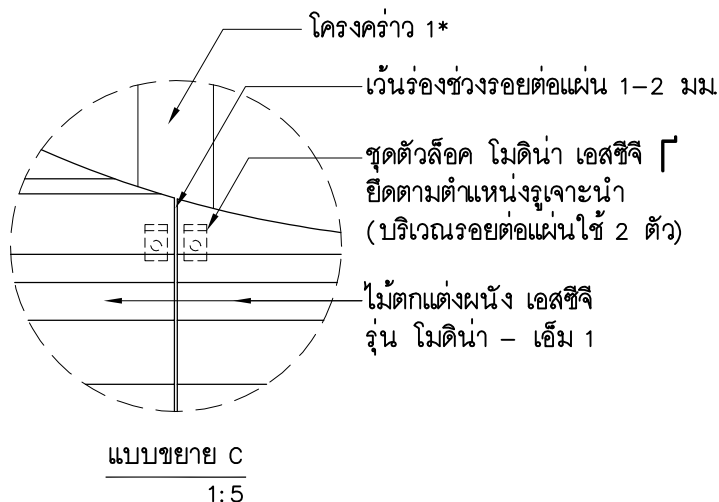 โครงคร่าว 1*
เว้นร่องช่วงรอยต่อแผ่น 1-2 มม.
ชุดตัวล็อค โมดิน่า เอสซีจี
ยึดตามตำแหน่งรูเจาะนำ
(บริเวณรอยต่อแผ่นใช้ 2 ตัว)
ไม้ตกแต่งผนัง เอสซีจี
รุ่น โมดิน่า - เอ็ม 1
แบบขยาย C
1:5